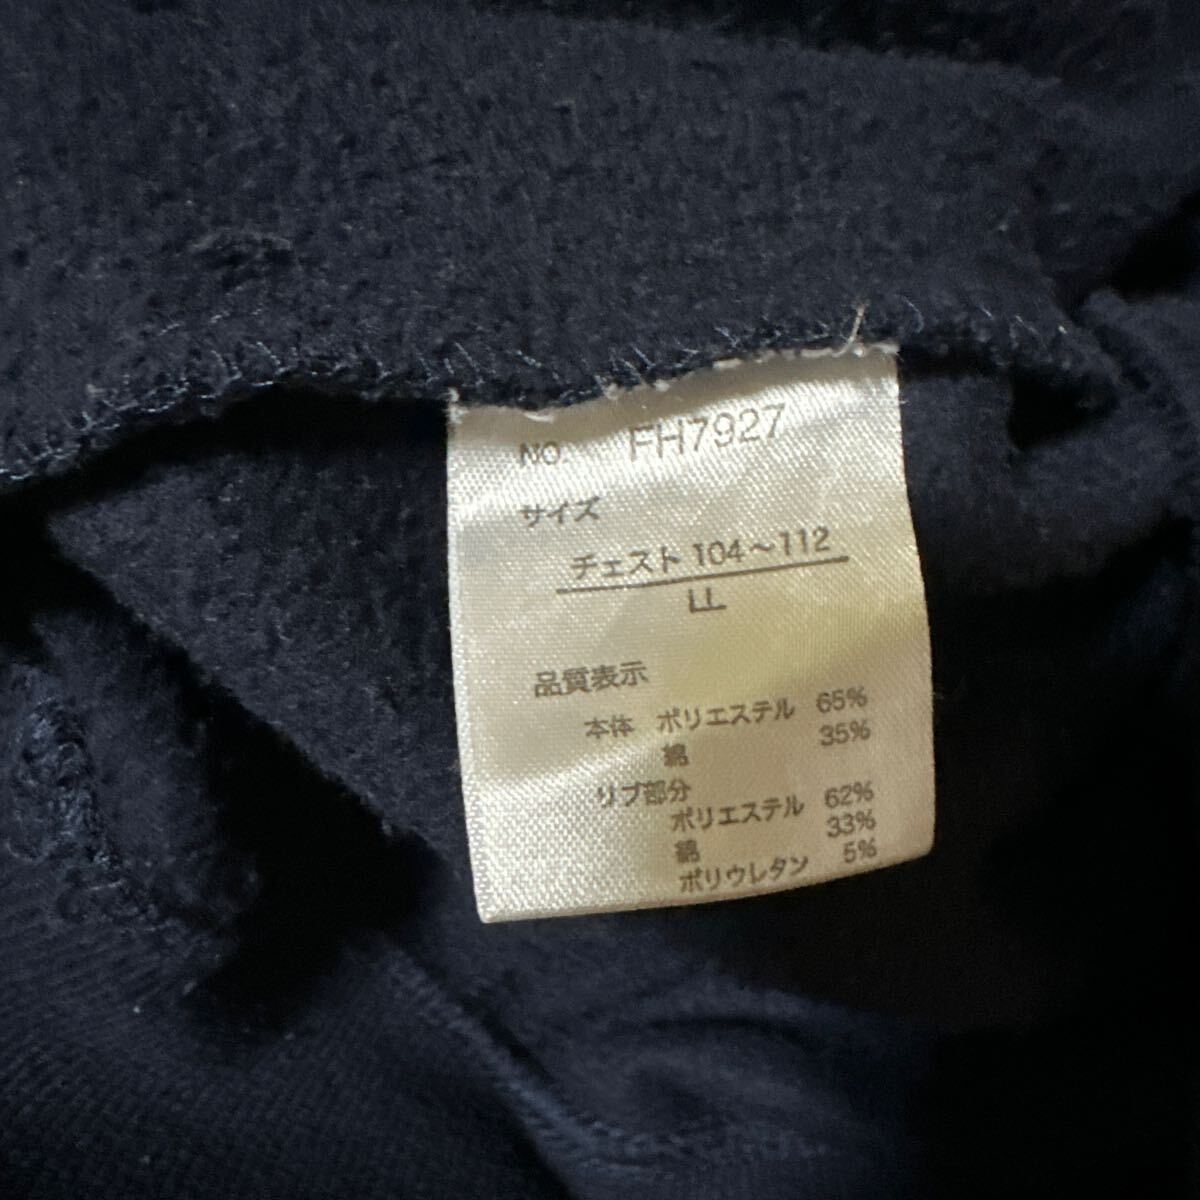 NO. FH7927
サイズ
チェスト 104～112
LL
品質表示
本体 ポリエステル 65%
綿 35%
リブ部分
ポリエステル 62%
綿 33%
ポリウレタン 5%